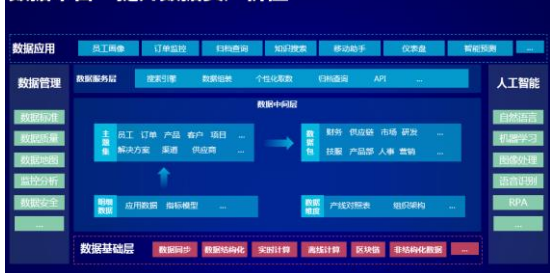 数据应用 员工画像 订单监控 归档查询 知识搜索 移动助手 仪表盘 智能预测 ...
数据管理
数据标准
数据质量
数据地图
监控分析
数据安全
...
数据服务层 搜索引擎 数据组装 个性化取数 归档查询 API ...
数据中间层
主题集
员工 订单 产品 客户 项目 ...
解决方案 渠道 供应商 ...
数据包
财务 供应链 市场 研发 ...
技服 产品部 人事 营销 ...
明细数据
应用数据 指标模型 ...
数据维度
产线对照表 组织架构 ...
数据基础层 数据同步 数据结构化 实时计算 离线计算 区块链 非结构化数据 ...
人工智能
自然语言
机器学习
图像处理
语音识别
RPA
...